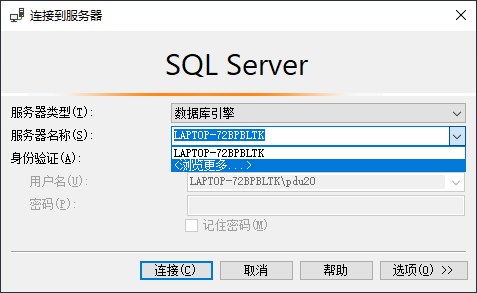 连接到服务器
SQL Server
服务器类型(T): 数据库引擎
服务器名称(S): LAPTOP-72BPBLTK
LAPTOP-72BPBLTK
身份验证(A): <浏览更多...>
用户名(U): LAPTOP-72BPBLTK\pdu20
密码(P):
记住密码(M)
连接(C) 取消 帮助 选项(O) >>